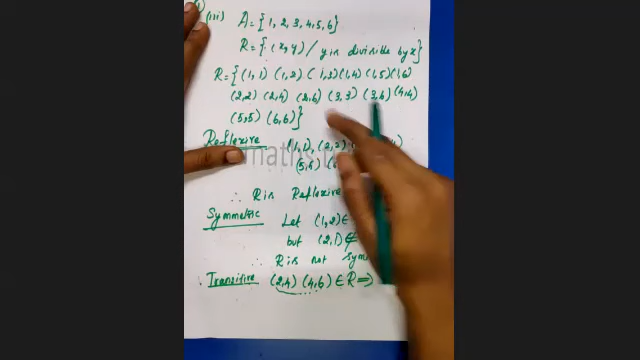 (iii) A = {1, 2, 3, 4, 5, 6}
R = {(x, y) / y is divisible by x}
R = {(1, 1) (1, 2) (1, 3) (1, 4) (1, 5) (1, 6)
(2, 2) (2, 4) (2, 6) (3, 3) (3, 6) (4, 4)
(5, 5) (6, 6)}
Reflexive (1, 1), (2, 2)
maths
(5, 5)
∴ R is Reflexive
Symmetric Let (1, 2) ∈
but (2, 1) ∉
∴ R is not
Transitive (2, 4) (4, 6) ∈ R ⇒